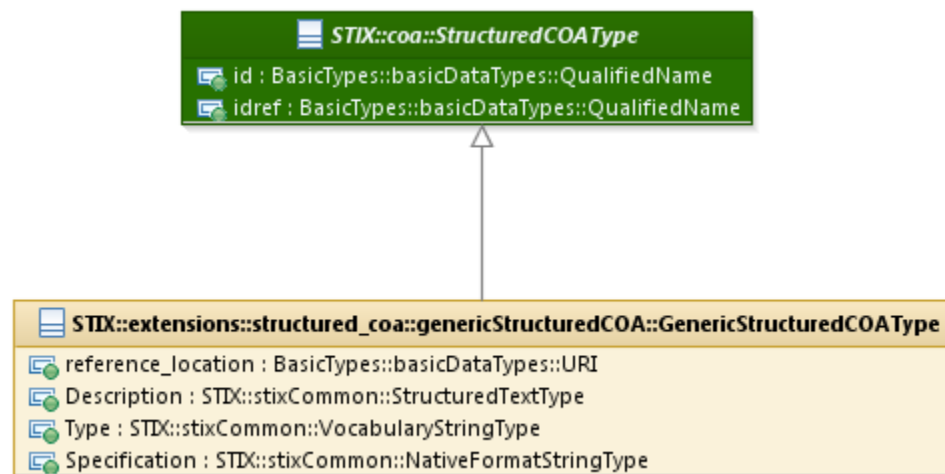 STIX::coa::StructuredCOAType
id : BasicTypes::basicDataTypes::QualifiedName
idref : BasicTypes::basicDataTypes::QualifiedName
STIX::extensions::structured_coa::genericStructuredCOA::GenericStructuredCOAType
reference_location : BasicTypes::basicDataTypes::URI
Description : STIX::stixCommon::StructuredTextType
Type : STIX::stixCommon::VocabularyStringType
Specification : STIX::stixCommon::NativeFormatStringType